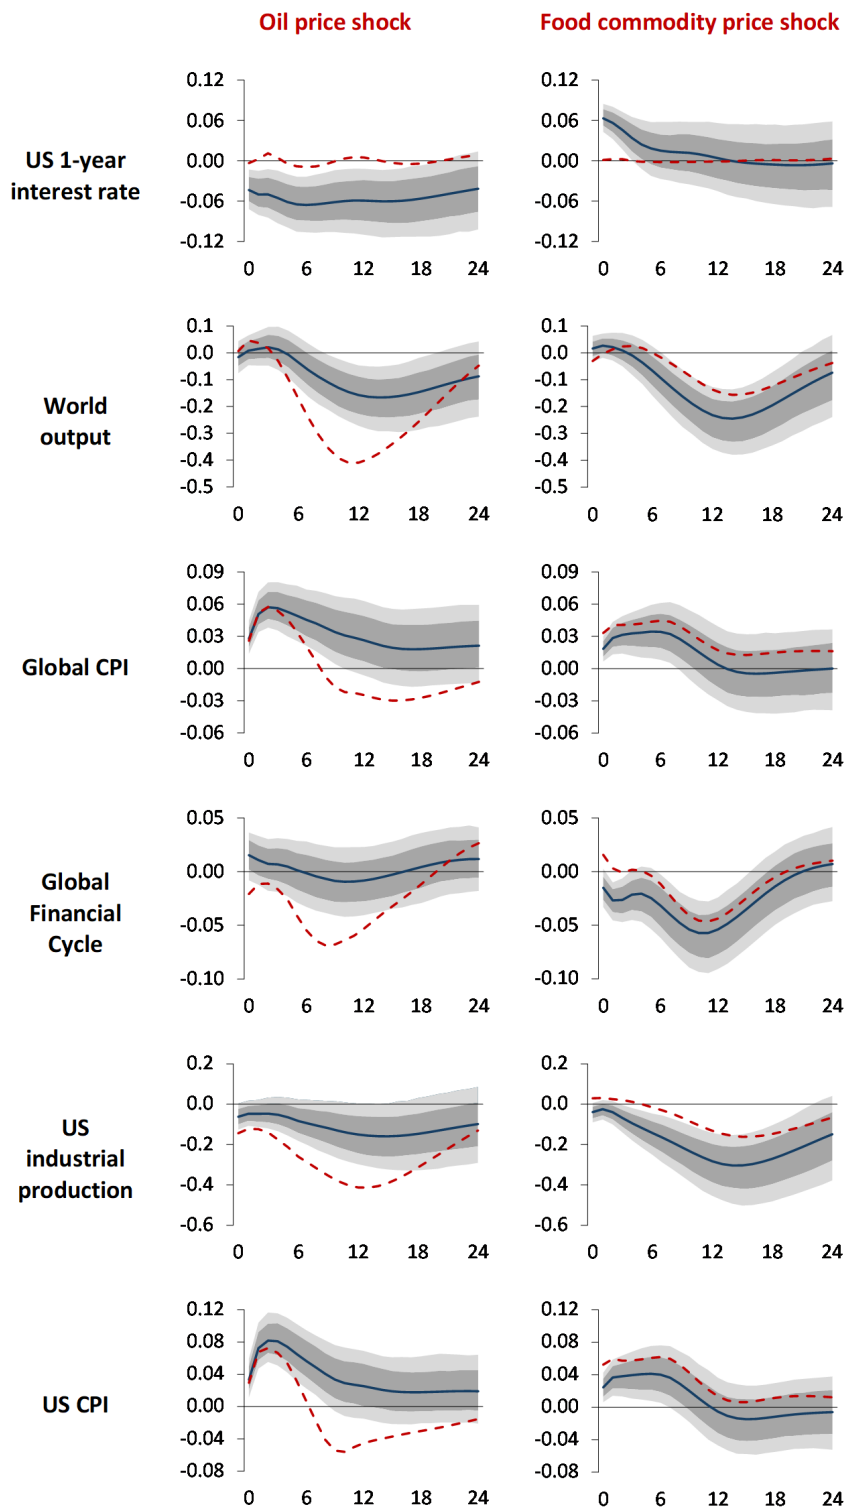 Oil price shock
Food commodity price shock
US 1-year
interest rate
0.12
0.06
0.00
-0.06
-0.12
0 6 12 18 24
0.12
0.06
0.00
-0.06
-0.12
0 6 12 18 24
World
output
0.1
0.0
-0.1
-0.2
-0.3
-0.4
-0.5
0 6 12 18 24
0.1
0.0
-0.1
-0.2
-0.3
-0.4
-0.5
0 6 12 18 24
Global CPI
0.09
0.06
0.03
0.00
-0.03
-0.06
0 6 12 18 24
0.09
0.06
0.03
0.00
-0.03
-0.06
0 6 12 18 24
Global
Financial
Cycle
0.05
0.00
-0.05
-0.10
0 6 12 18 24
0.05
0.00
-0.05
-0.10
0 6 12 18 24
US
industrial
production
0.2
0.0
-0.2
-0.4
-0.6
0 6 12 18 24
0.2
0.0
-0.2
-0.4
-0.6
0 6 12 18 24
US CPI
0.12
0.08
0.04
0.00
-0.04
-0.08
0 6 12 18 24
0.12
0.08
0.04
0.00
-0.04
-0.08
0 6 12 18 24